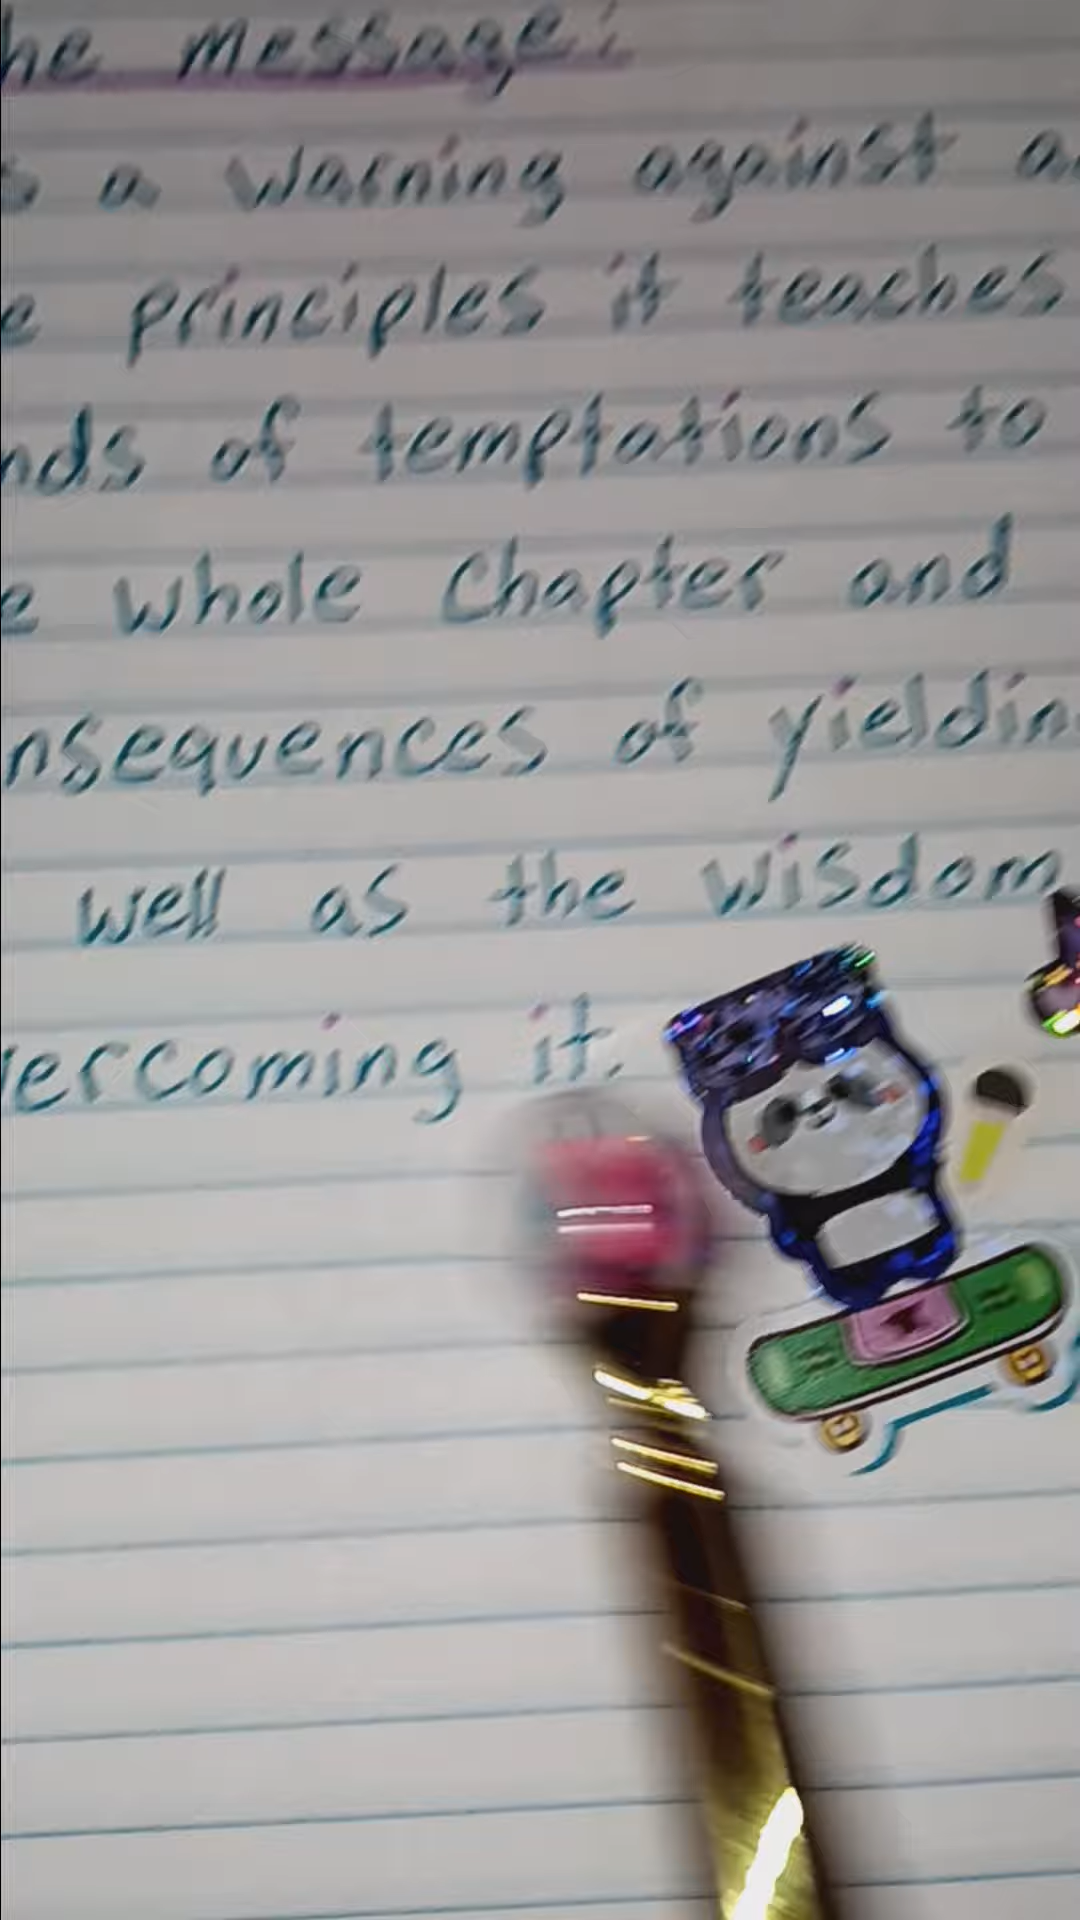 he message:
s a warning against a
e principles it teaches
nds of temptations to
e whole Chapter and
nsequences of yieldin
well as the wisdom
vercoming it.